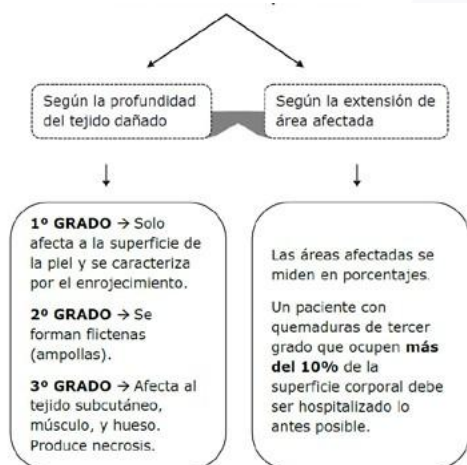 Según la profundidad
del tejido dañado
Según la extensión de
área afectada
1º GRADO → Solo
afecta a la superficie de
la piel y se caracteriza
por el enrojecimiento.
2º GRADO → Se
forman flictenas
(ampollas).
3º GRADO → Afecta al
tejido subcutáneo,
músculo, y hueso.
Produce necrosis.
Las áreas afectadas se
miden en porcentajes.
Un paciente con
quemaduras de tercer
grado que ocupen más
del 10% de la
superficie corporal debe
ser hospitalizado lo
antes posible.